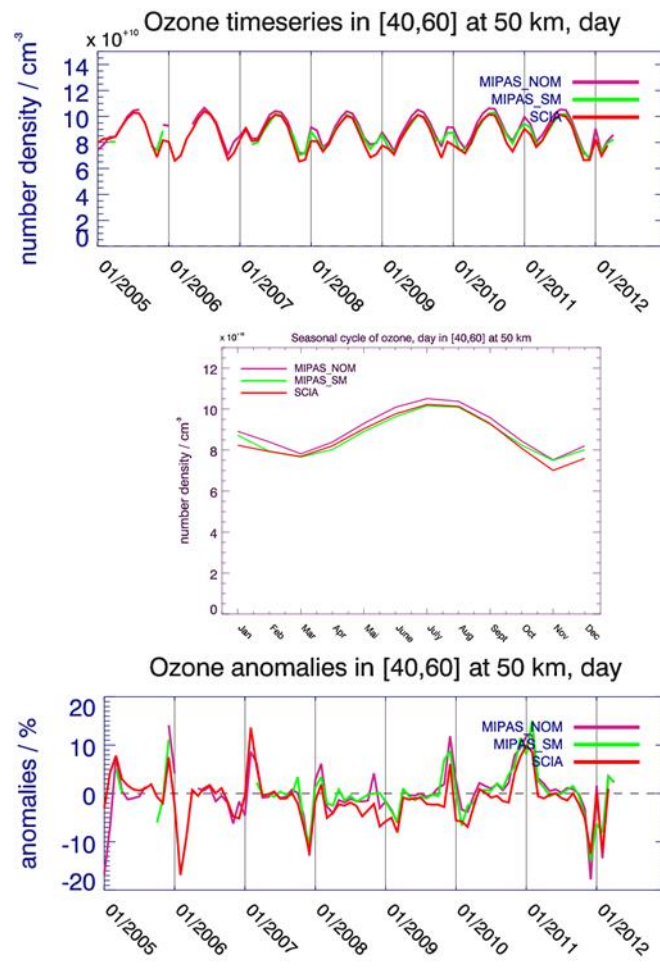 Ozone timeseries in [40,60] at 50 km, day
x 10+10
number density / cm-3
14
12
10
8
6
4
2
0
MIPAS_NOM
MIPAS_SM
SCIA
01/2005
01/2006
01/2007
01/2008
01/2009
01/2010
01/2011
01/2012
Seasonal cycle of ozone, day in [40,60] at 50 km
number density / cm3
12
10
8
6
4
2
0
MIPAS_NOM
MIPAS_SM
SCIA
Jan
Feb
Mar
Apr
Mai
June
July
Aug
Sept
Oct
Nov
Dec
Ozone anomalies in [40,60] at 50 km, day
anomalies / %
20
10
0
-10
-20
MIPAS_NOM
MIPAS_SM
SCIA
01/2005
01/2006
01/2007
01/2008
01/2009
01/2010
01/2011
01/2012